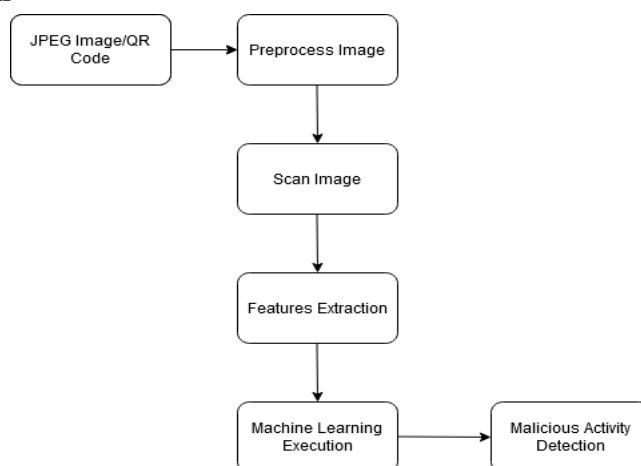 JPEG Image/QR
Code
Preprocess Image
Scan Image
Features Extraction
Machine Learning
Execution
Malicious Activity
Detection